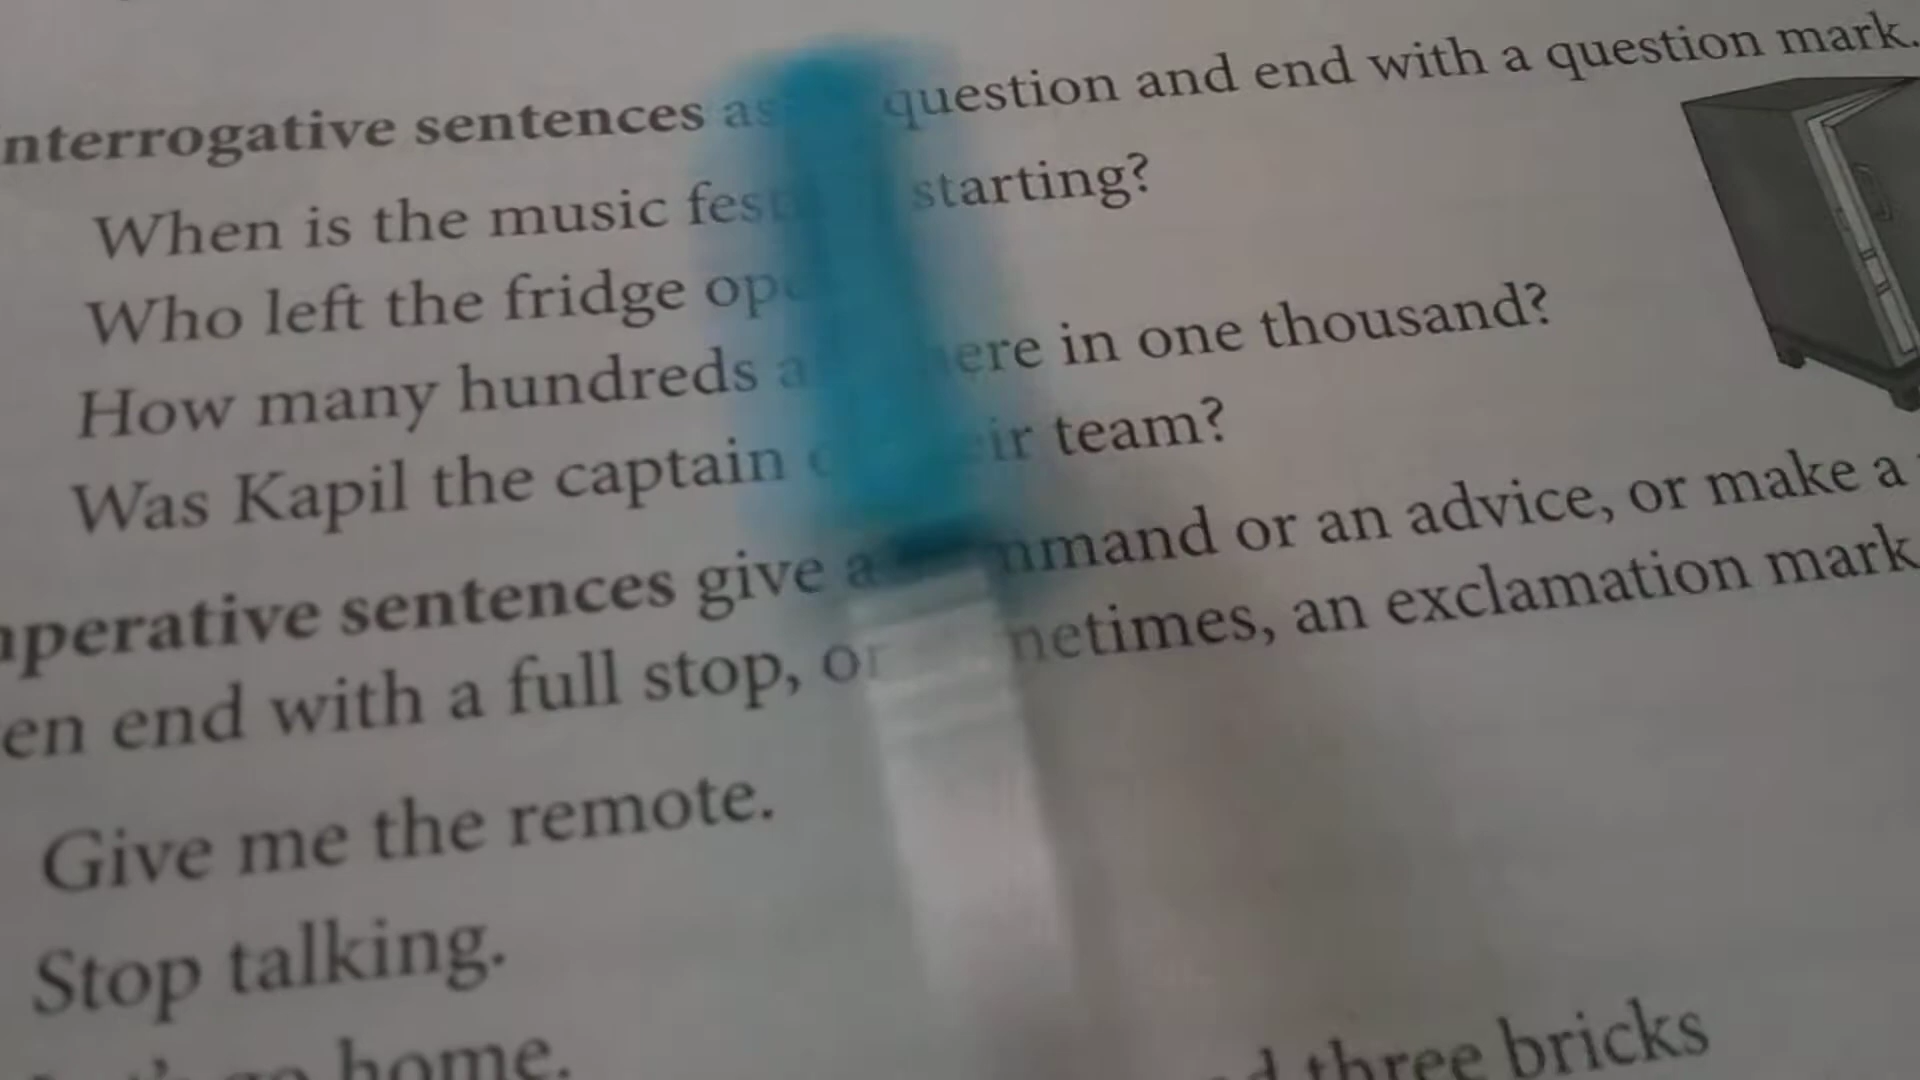 nterrogative sentences as question and end with a question mark.
When is the music fest starting?
Who left the fridge op
How many hundreds a ere in one thousand?
Was Kapil the captain ir team?
perative sentences give a mmand or an advice, or make a
en end with a full stop, or netimes, an exclamation mark
Give me the remote.
Stop talking.
home.
three bricks